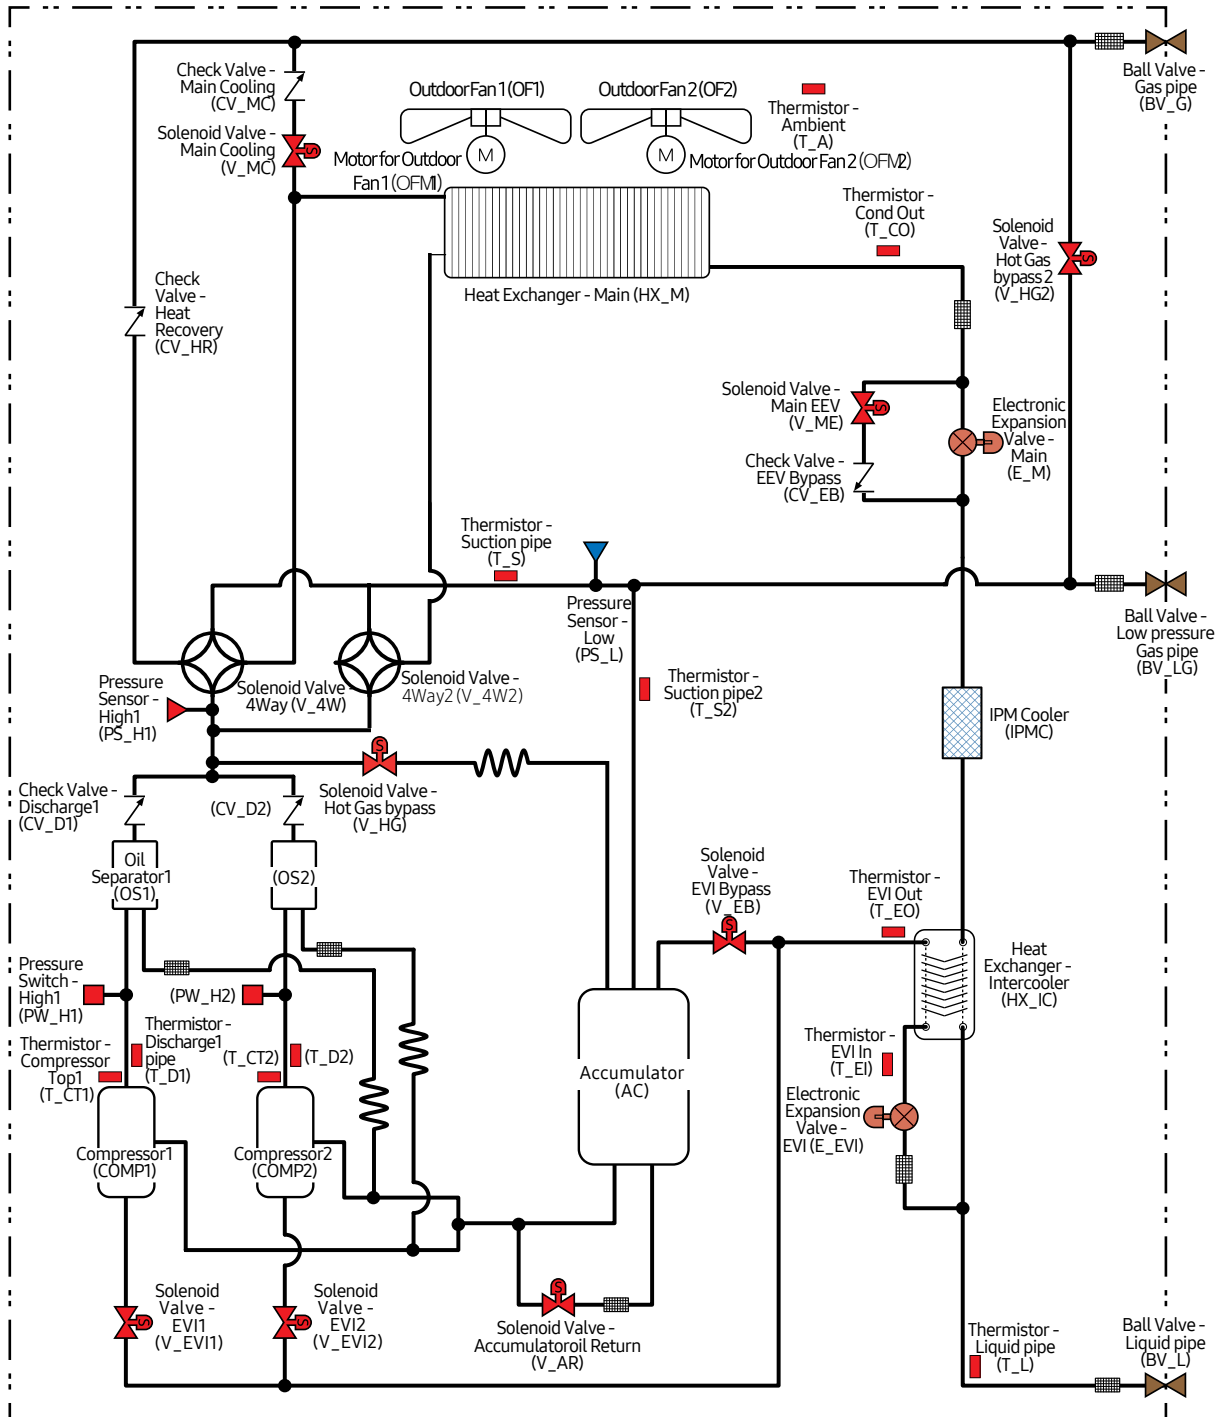 Check Valve -
Main Cooling
(CV_MC)
Solenoid Valve -
Main Cooling
(V_MC)
OutdoorFan 1 (OF1)
OutdoorFan 2 (OF2)
M
M
Motor for Outdoor
Fan 1 (OFM1)
Motor for Outdoor Fan 2 (OFM2)
Thermistor -
Ambient
(T_A)
Ball Valve -
Gas pipe
(BV_G)
Thermistor -
Cond Out
(T_CO)
Solenoid
Valve -
Hot Gas
bypass 2
(V_HG2)
S
S
Heat Exchanger - Main (HX_M)
Check
Valve -
Heat
Recovery
(CV_HR)
Solenoid Valve -
Main EEV
(V_ME)
S
Check Valve -
EEV Bypass
(CV_EB)
Electronic
Expansion
Valve -
Main
(E_M)
Thermistor -
Suction pipe
(T_S)
Pressure
Sensor -
Low
(PS_L)
Ball Valve -
Low pressure
Gas pipe
(BV_LG)
Pressure
Sensor -
High1
(PS_H1)
Solenoid Valve -
4Way (V_4W)
Solenoid Valve -
4Way2 (V_4W2)
Thermistor -
Suction pipe2
(T_S2)
IPM Cooler
(IPMC)
Check Valve -
Discharge1
(CV_D1)
(CV_D2)
S
Solenoid Valve -
Hot Gas bypass
(V_HG)
Oil
Separator1
(OS1)
(OS2)
Solenoid
Valve -
EVI Bypass
(V_EB)
S
Thermistor -
EVI Out
(T_EO)
Heat
Exchanger -
Intercooler
(HX_IC)
Pressure
Switch -
High1
(PW_H1)
(PW_H2)
Thermistor -
Compressor
Top1
(T_CT1)
Thermistor -
Discharge1
pipe
(T_D1)
(T_CT2)
(T_D2)
Accumulator
(AC)
Thermistor -
EVI In
(T_EI)
Electronic
Expansion
Valve -
EVI (E_EVI)
Compressor1
(COMP1)
Compressor2
(COMP2)
Solenoid
Valve -
EVI1
(V_EVI1)
S
Solenoid
Valve -
EVI2
(V_EVI2)
S
S
Solenoid Valve -
Accumulatoroil Return
(V_AR)
Thermistor -
Liquid pipe
(T_L)
Ball Valve -
Liquid pipe
(BV_L)